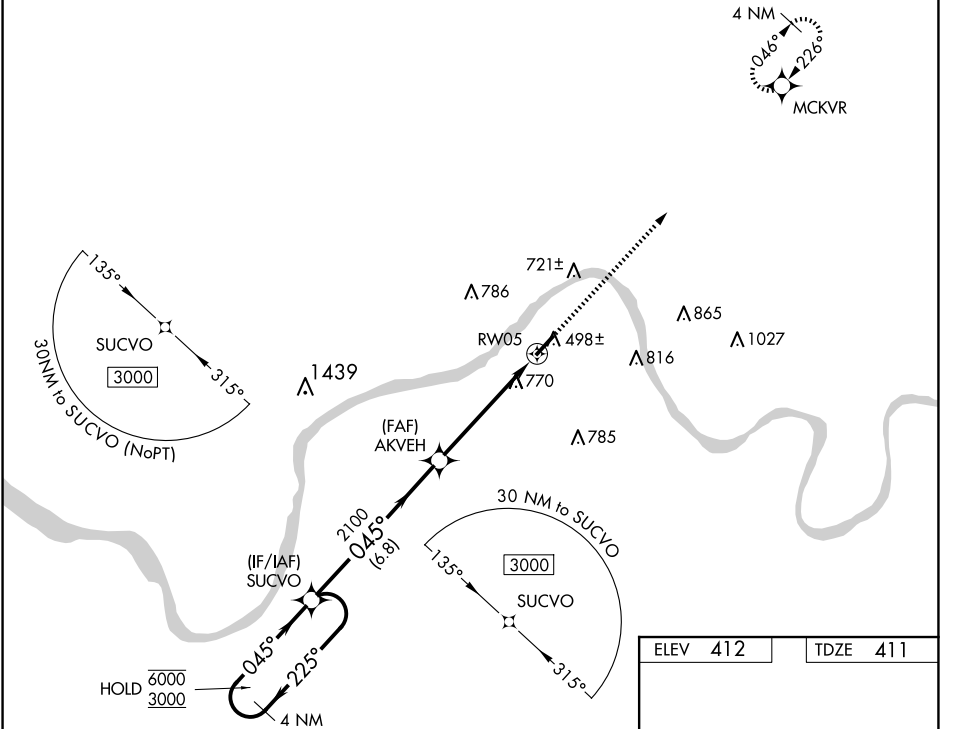 4 NM
046°
226°
MCKVR
135°
SUCVO
3000
315°
30NM to SUCVO (NoPT)
721±
786
RW05
498±
865
1027
816
1439
770
(FAF)
AKVEH
785
2100
045°
(6.8)
30 NM to SUCVO
135°
3000
SUCVO
315°
(IF/IAF)
SUCVO
045°
225°
HOLD 6000
3000
4 NM
ELEV 412
TDZE 411